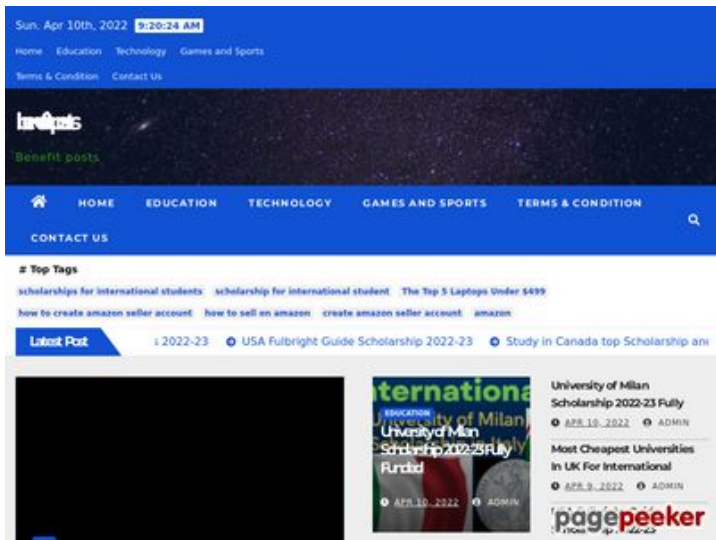 Sun. Apr 10th, 2022 9:20:24 AM
Home Education Technology Games and Sports
Terms & Condition Contact Us
Benefit posts
HOME EDUCATION TECHNOLOGY GAMES AND SPORTS TERMS & CONDITION
CONTACT US
# Top Tags
scholarships for international students scholarship for international student The Top 5 Laptops Under $499
how to create amazon seller account how to sell on amazon create amazon seller account amazon
Latest Post 2022-23 USA Fulbright Guide Scholarship 2022-23 Study in Canada top Scholarship
EDUCATION
University of Milan
Scholarship 2022-23 Fully
Funded
APR 10, 2022 ADMIN
University of Milan
Scholarship 2022-23 Fully
APR 10, 2022 ADMIN
Most Cheapest Universities
In UK For International
APR 9, 2022 ADMIN
pagepeeker